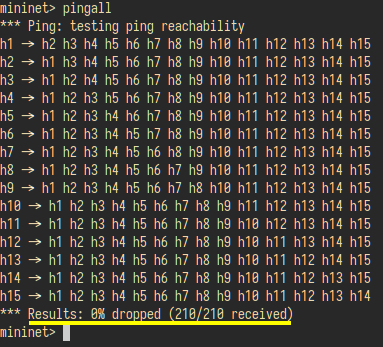 mininet> pingall
*** Ping: testing ping reachability
h1 -> h2 h3 h4 h5 h6 h7 h8 h9 h10 h11 h12 h13 h14 h15
h2 -> h1 h3 h4 h5 h6 h7 h8 h9 h10 h11 h12 h13 h14 h15
h3 -> h1 h2 h4 h5 h6 h7 h8 h9 h10 h11 h12 h13 h14 h15
h4 -> h1 h2 h3 h5 h6 h7 h8 h9 h10 h11 h12 h13 h14 h15
h5 -> h1 h2 h3 h4 h6 h7 h8 h9 h10 h11 h12 h13 h14 h15
h6 -> h1 h2 h3 h4 h5 h7 h8 h9 h10 h11 h12 h13 h14 h15
h7 -> h1 h2 h3 h4 h5 h6 h8 h9 h10 h11 h12 h13 h14 h15
h8 -> h1 h2 h3 h4 h5 h6 h7 h9 h10 h11 h12 h13 h14 h15
h9 -> h1 h2 h3 h4 h5 h6 h7 h8 h10 h11 h12 h13 h14 h15
h10 -> h1 h2 h3 h4 h5 h6 h7 h8 h9 h11 h12 h13 h14 h15
h11 -> h1 h2 h3 h4 h5 h6 h7 h8 h9 h10 h12 h13 h14 h15
h12 -> h1 h2 h3 h4 h5 h6 h7 h8 h9 h10 h11 h13 h14 h15
h13 -> h1 h2 h3 h4 h5 h6 h7 h8 h9 h10 h11 h12 h14 h15
h14 -> h1 h2 h3 h4 h5 h6 h7 h8 h9 h10 h11 h12 h13 h15
h15 -> h1 h2 h3 h4 h5 h6 h7 h8 h9 h10 h11 h12 h13 h14
*** Results: 0% dropped (210/210 received)
mininet>